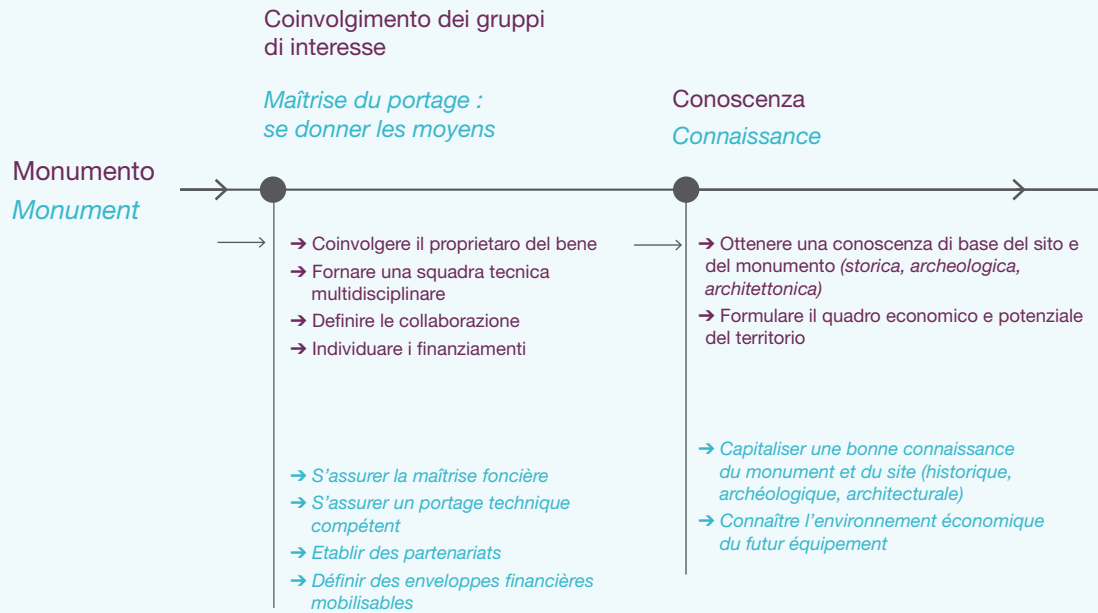 Monumento
Monument
Coinvolgimento dei gruppi
di interesse
Maîtrise du portage :
se donner les moyens
➔ Coinvolgere il proprietaro del bene
➔ Fornare una squadra tecnica
multidisciplinare
➔ Definire le collaborazione
➔ Individuare i finanziamenti
➔ S'assurer la maîtrise foncière
➔ S'assurer un portage technique
compétent
➔ Etablir des partenariats
➔ Définir des enveloppes financières
mobilisables
Conoscenza
Connaissance
➔ Ottenere una conoscenza di base del sito e
del monumento (storica, archeologica,
architettonica)
➔ Formulare il quadro economico e potenziale
del territorio
➔ Capitaliser une bonne connaissance
du monument et du site (historique,
archéologique, architecturale)
➔ Connaître l'environnement économique
du futur équipement